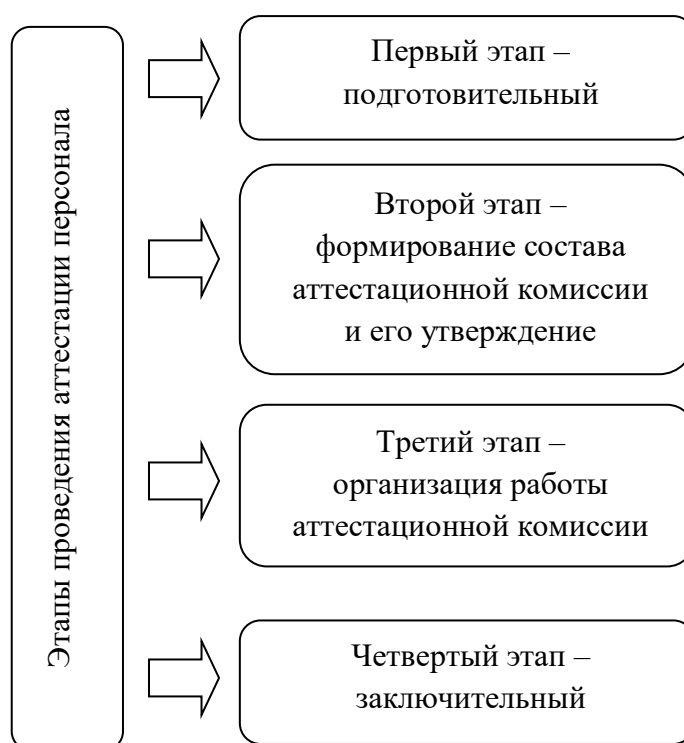 Этапы проведения аттестации персонала
Первый этап –
подготовительный
Второй этап –
формирование состава
аттестационной комиссии
и его утверждение
Третий этап –
организация работы
аттестационной комиссии
Четвертый этап –
заключительный